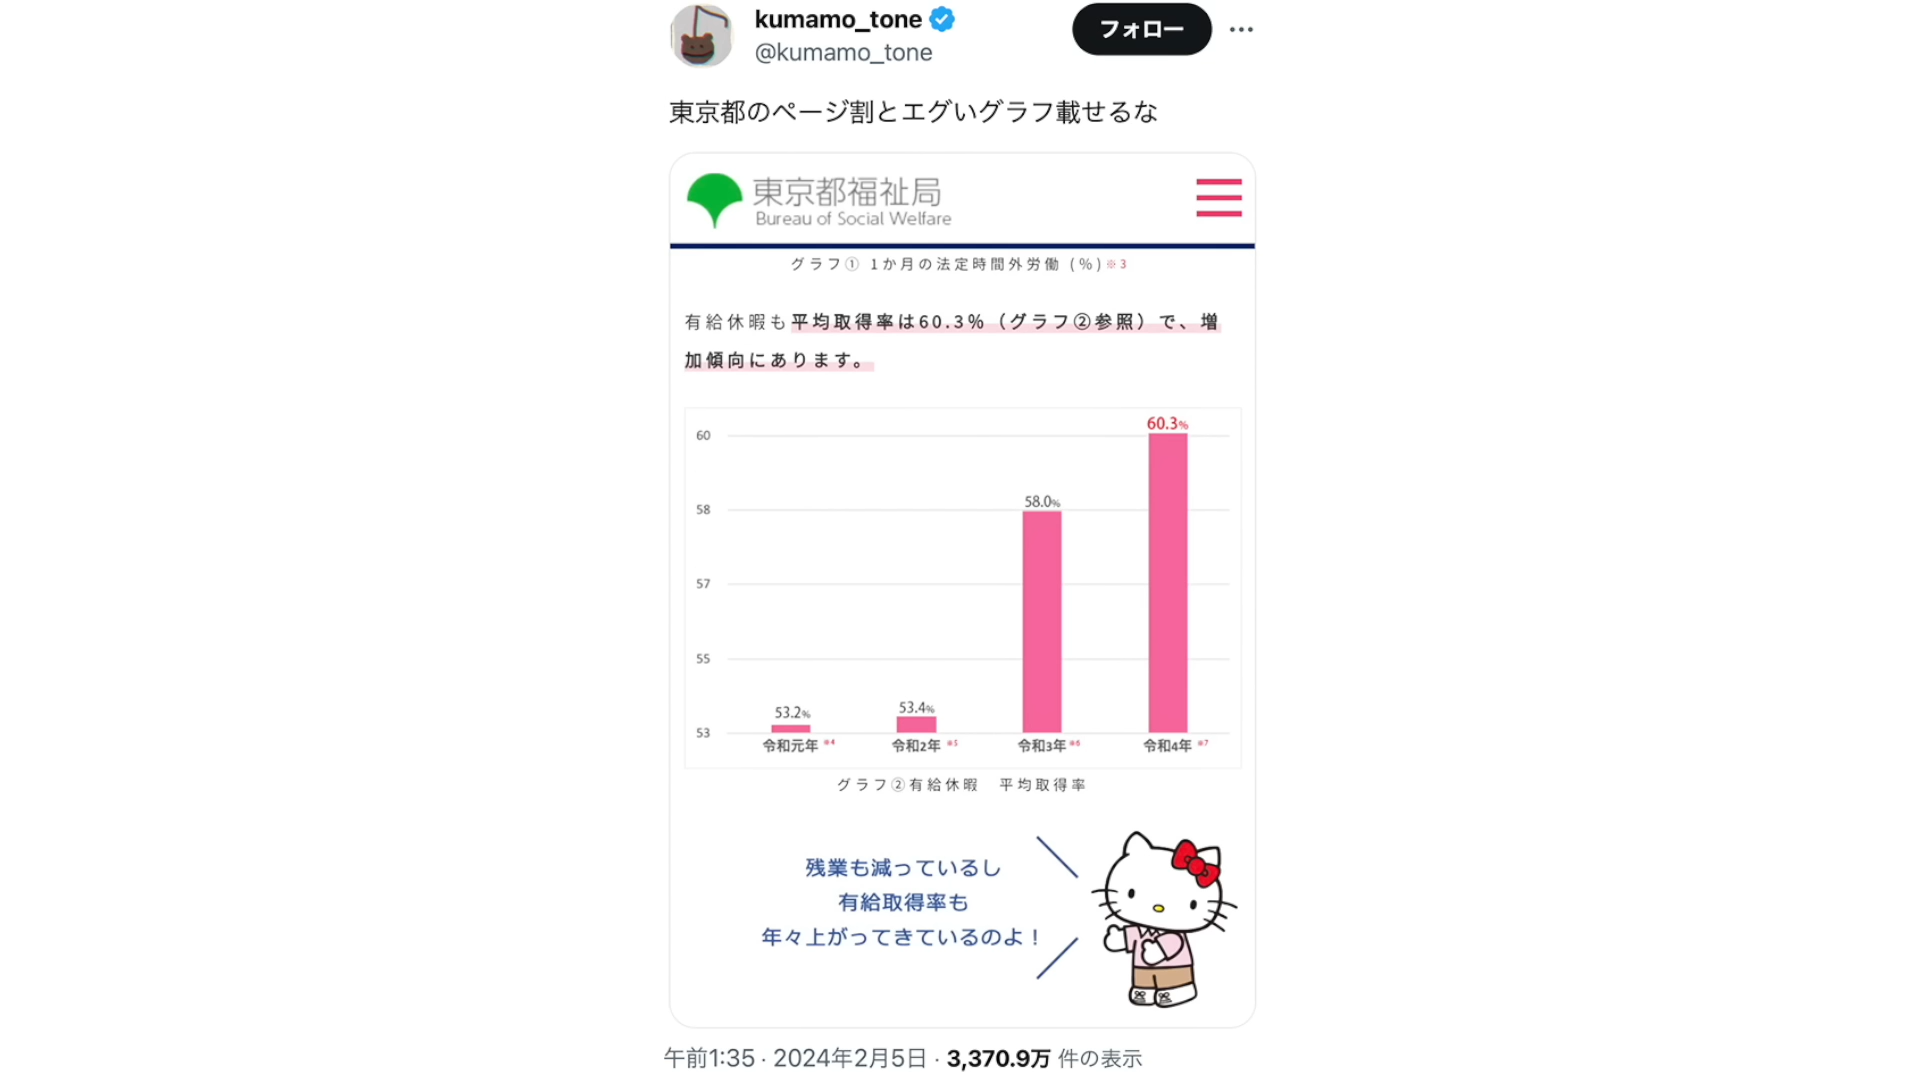 kumamo_tone
@kumamo_tone
フォロー
東京都のページ割とエグいグラフ載せるな
東京都福祉局
Bureau of Social Welfare
グラフ① 1か月の法定時間外労働 (%)※3
有給休暇も平均取得率は60.3%（グラフ②参照）で、増
加傾向にあります。
60.3%
60
58.0%
58
57
55
53.2%
53.4%
53
令和元年 ※4
令和2年 ※5
令和3年 ※6
令和4年 ※7
グラフ②有給休暇　平均取得率
残業も減っているし
有給取得率も
年々上がってきているのよ！
午前1:35 · 2024年2月5日 · 3,370.9万 件の表示